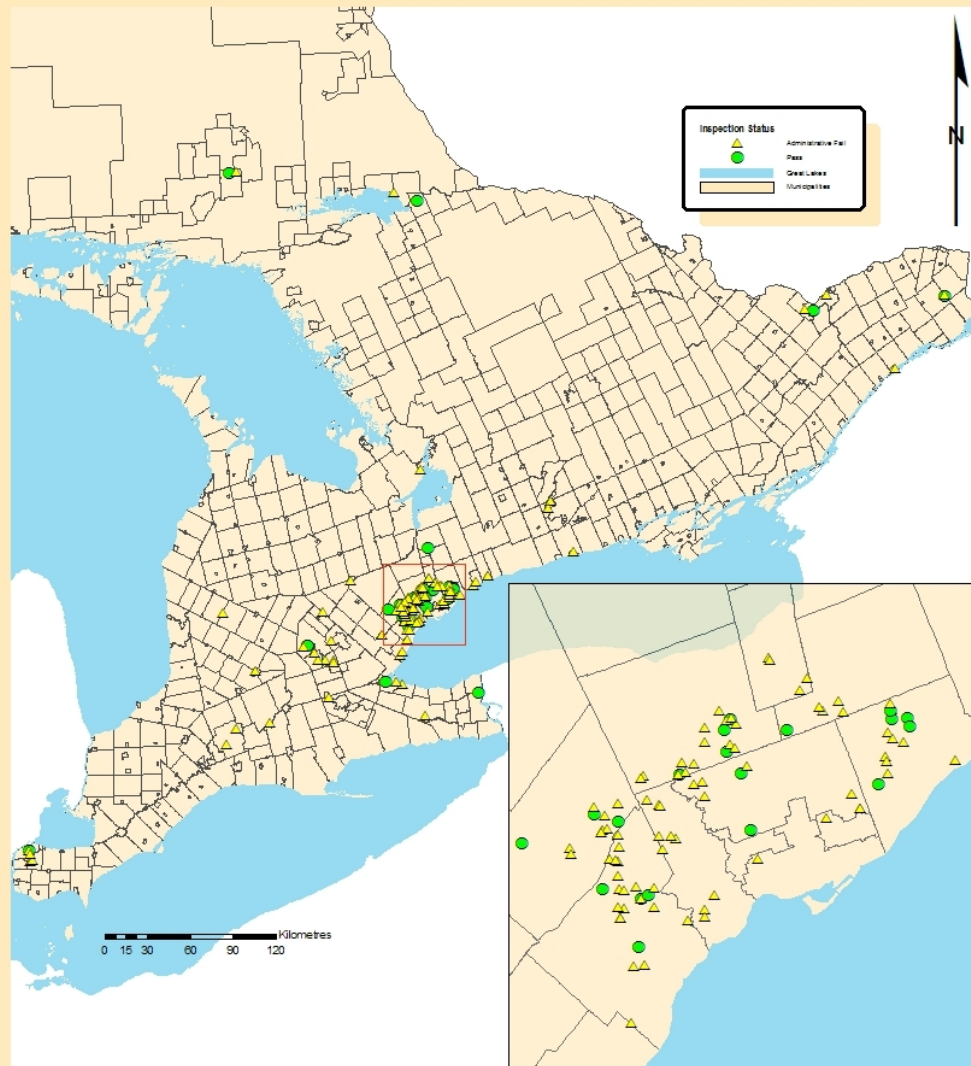 Inspection Status
Administrative Fail
Pass
Great Lakes
Municipalities
N
Kilometres
0 15 30 60 90 120